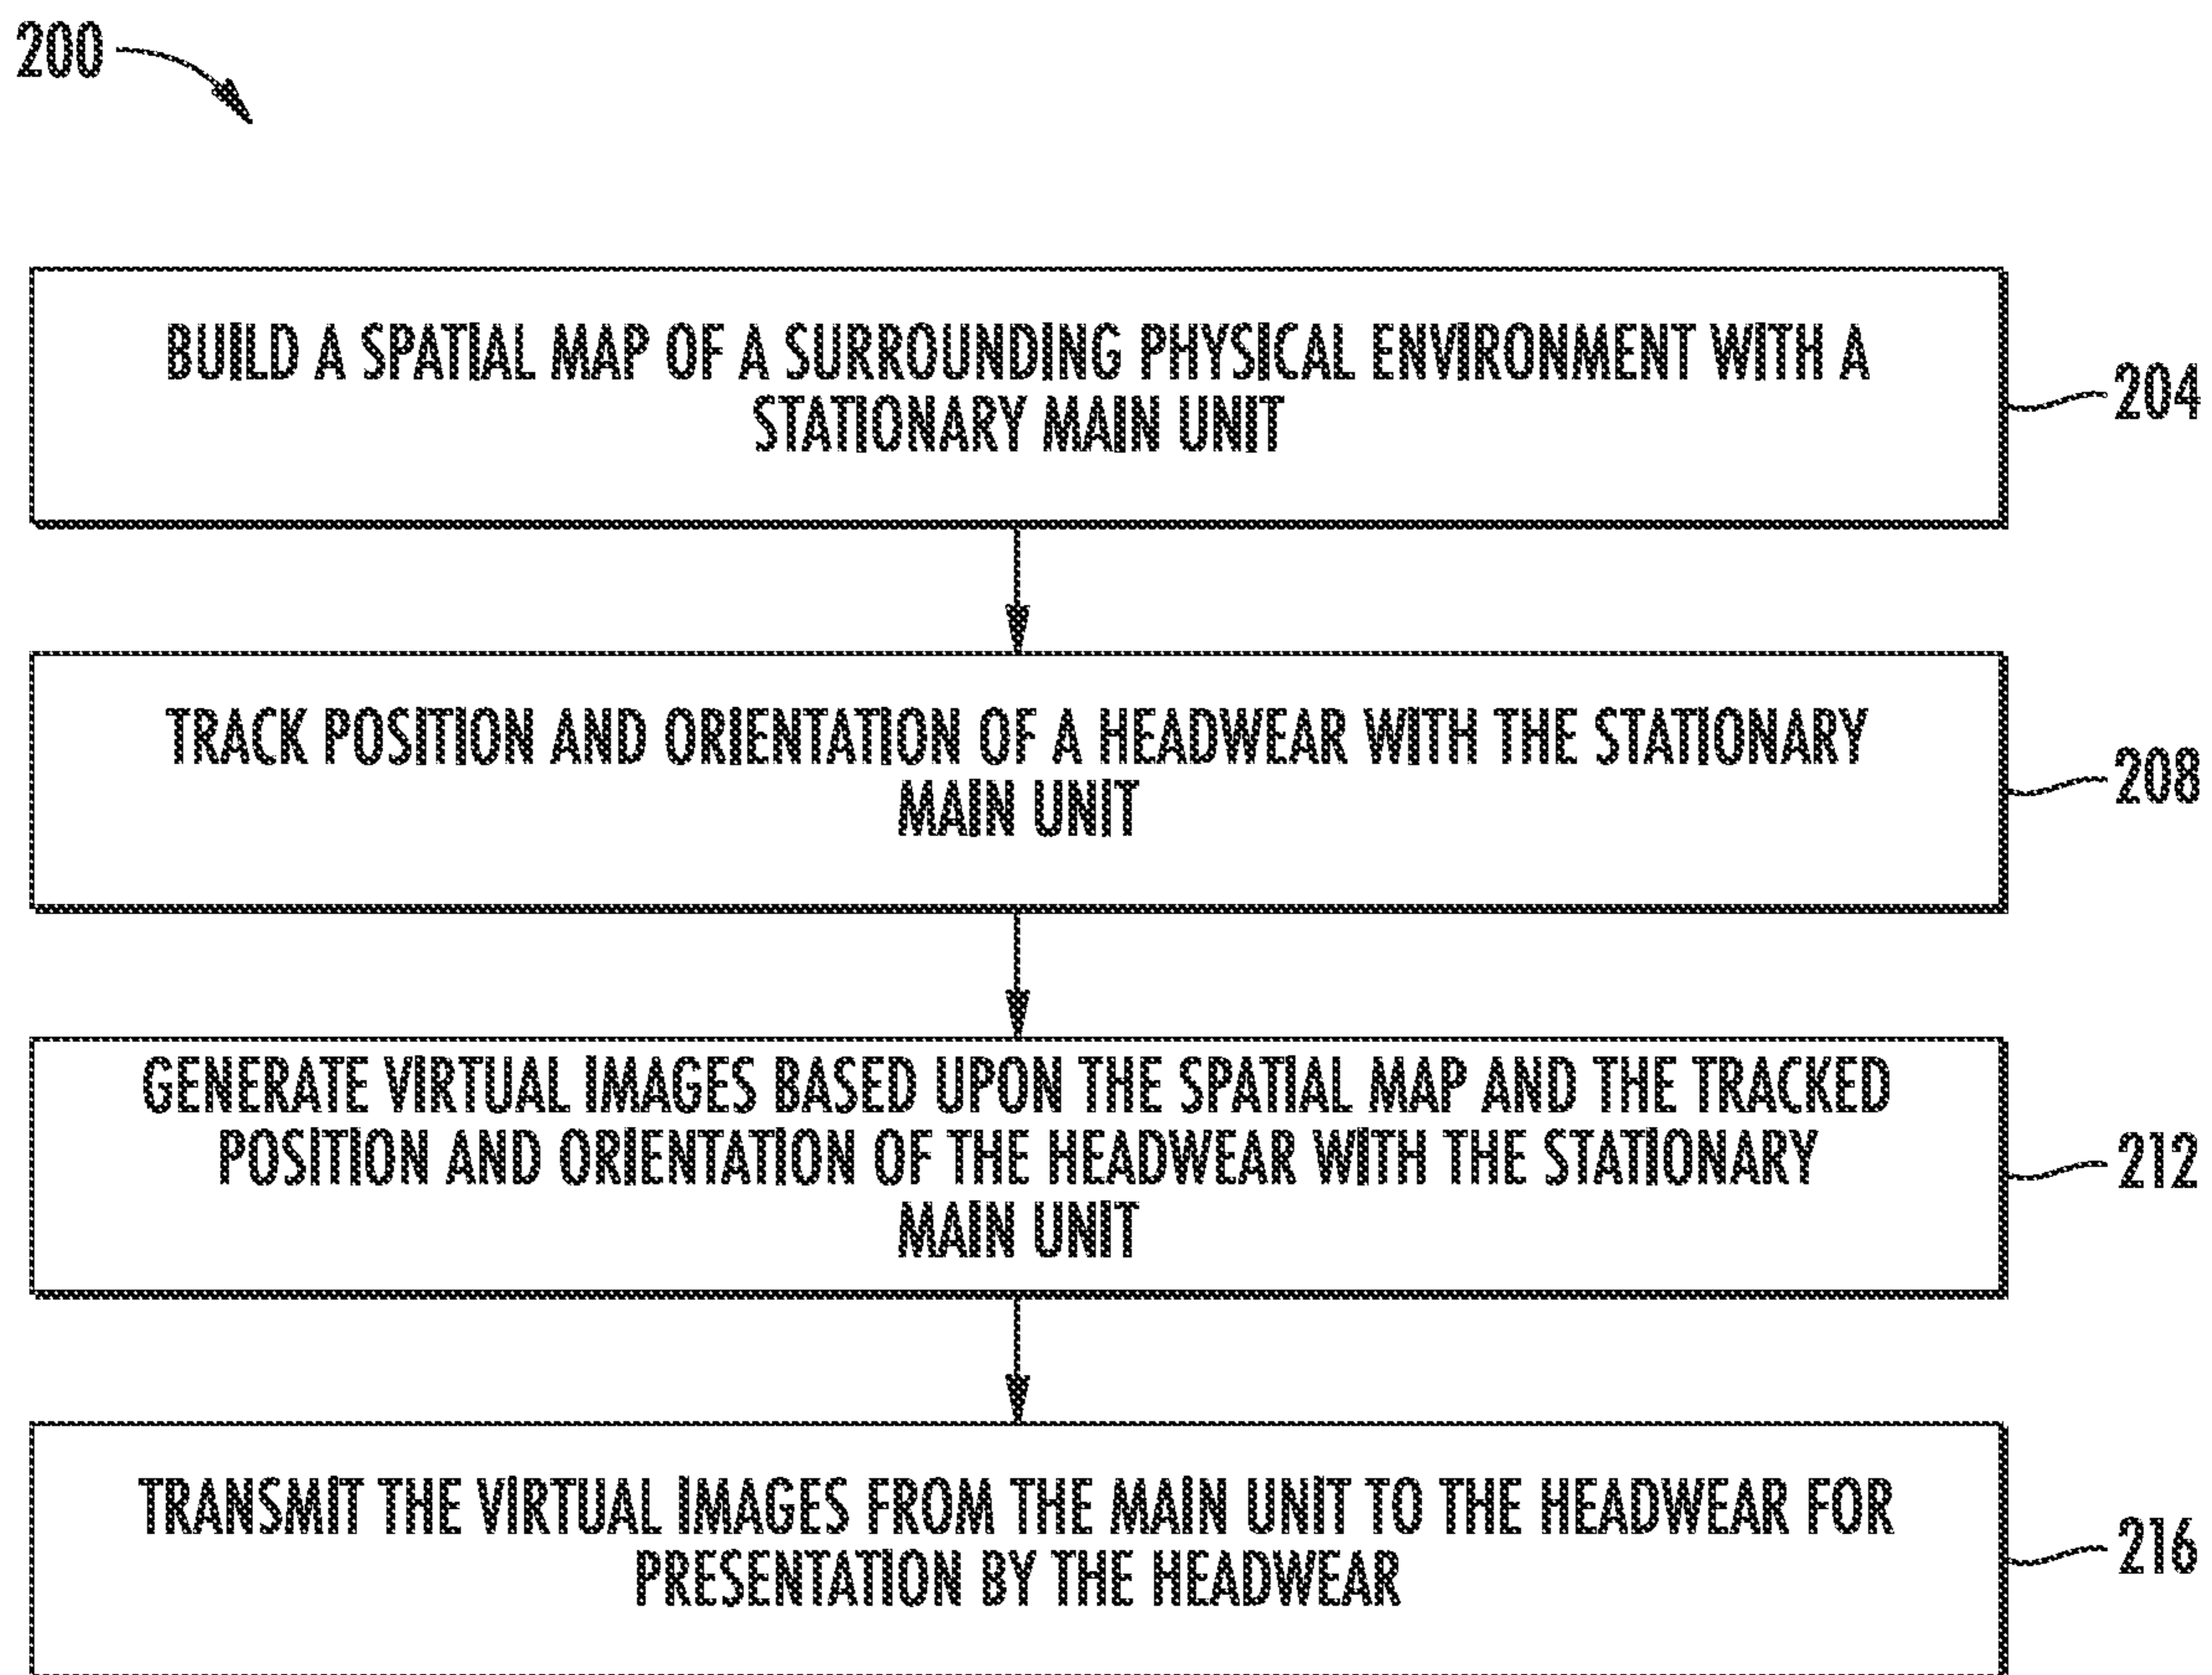 200
BUILD A SPATIAL MAP OF A SURROUNDING PHYSICAL ENVIRONMENT WITH A
STATIONARY MAIN UNIT
204
TRACK POSITION AND ORIENTATION OF A HEADWEAR WITH THE STATIONARY
MAIN UNIT
208
GENERATE VIRTUAL IMAGES BASED UPON THE SPATIAL MAP AND THE TRACKED
POSITION AND ORIENTATION OF THE HEADWEAR WITH THE STATIONARY
MAIN UNIT
212
TRANSMIT THE VIRTUAL IMAGES FROM THE MAIN UNIT TO THE HEADWEAR FOR
PRESENTATION BY THE HEADWEAR
216